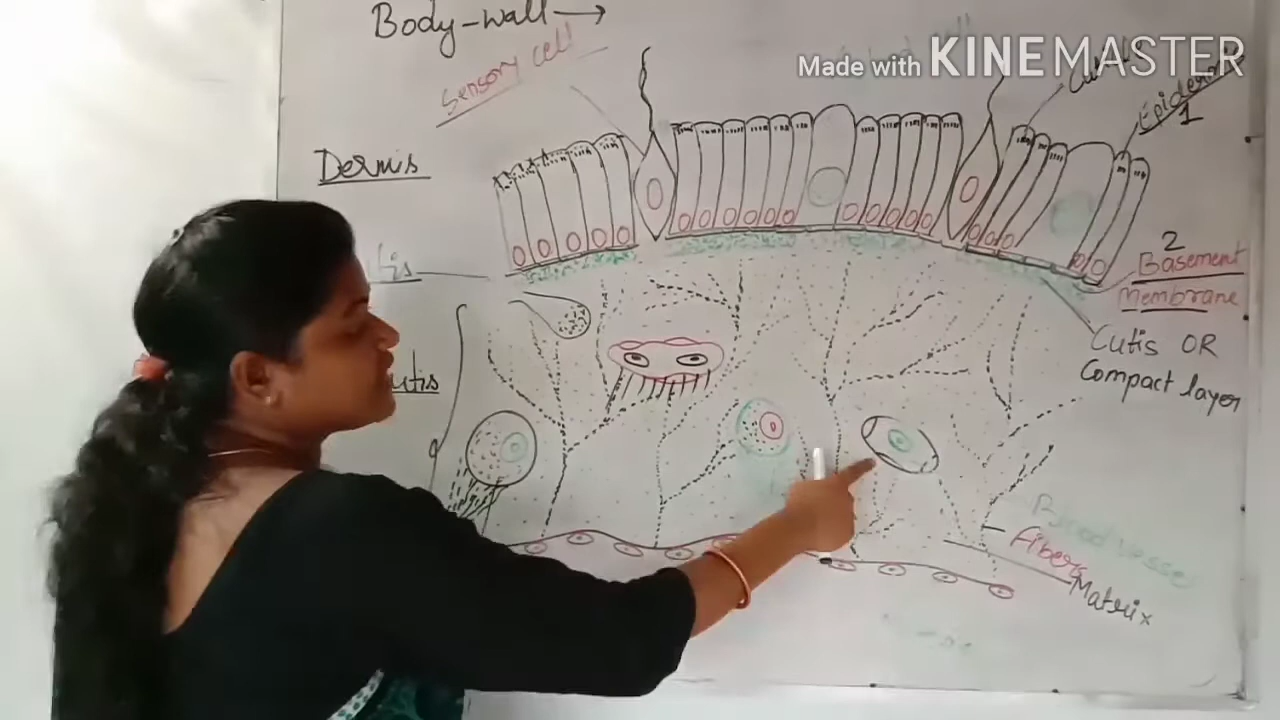 Body-wall →
Made with KINEMASTER
Sensory cell
Epidermis
1
Dermis
2
Basement
Membrane
Cutis OR
Compact layer
Fibers
Matrix